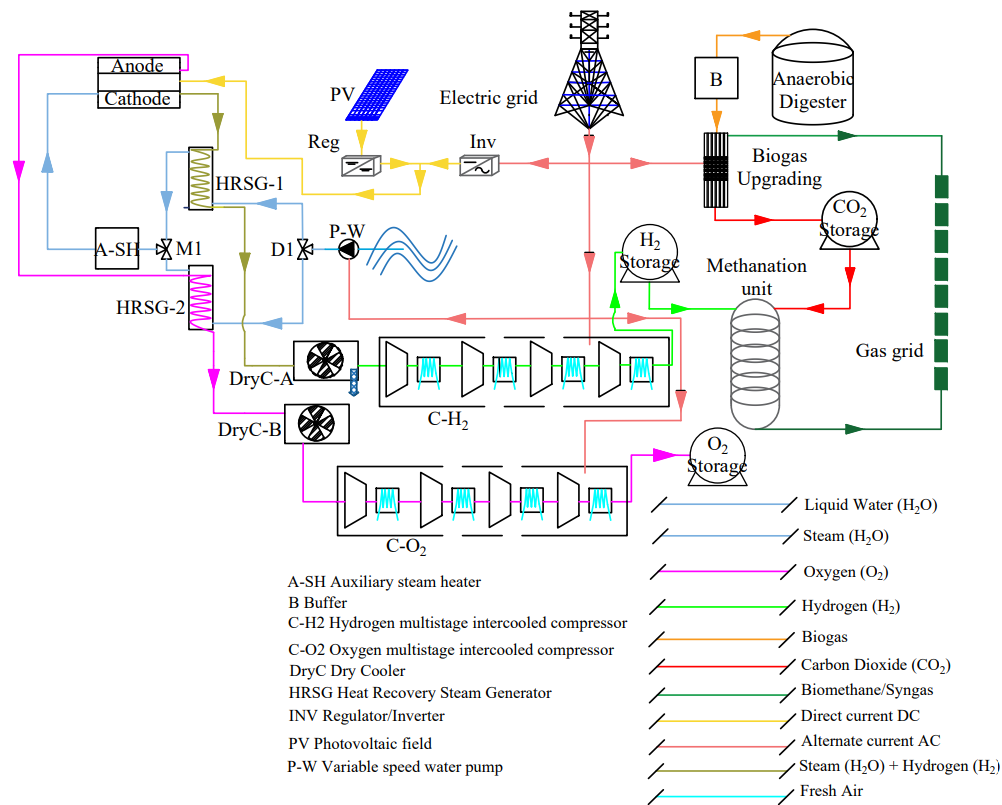 Anode
Cathode
PV
Electric grid
B
Anaerobic
Digester
Reg
Inv
Biogas
Upgrading
HRSG-1
CO2
Storage
A-SH
M1
D1
P-W
H2
Storage
Methanation
unit
HRSG-2
Gas grid
DryC-A
C-H2
DryC-B
O2
Storage
C-O2
Liquid Water (H2O)
Steam (H2O)
Oxygen (O2)
Hydrogen (H2)
Biogas
Carbon Dioxide (CO2)
Biomethane/Syngas
Direct current DC
Alternate current AC
Steam (H2O) + Hydrogen (H2)
Fresh Air
A-SH Auxiliary steam heater
B Buffer
C-H2 Hydrogen multistage intercooled compressor
C-O2 Oxygen multistage intercooled compressor
DryC Dry Cooler
HRSG Heat Recovery Steam Generator
INV Regulator/Inverter
PV Photovoltaic field
P-W Variable speed water pump